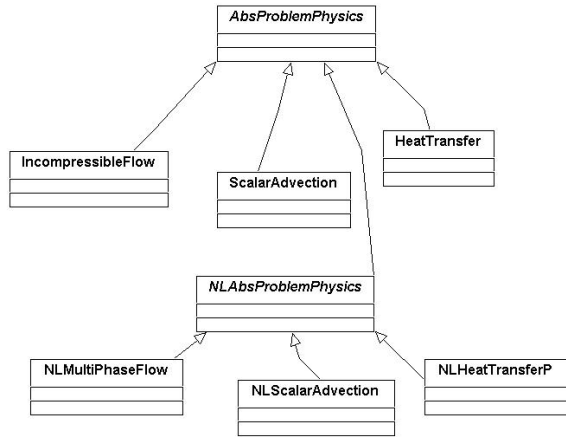 AbsProblemPhysics
HeatTransfer
IncompressibleFlow
ScalarAdvection
NLAbsProblemPhysics
NLMultiPhaseFlow
NLHeatTransferP
NLScalarAdvection